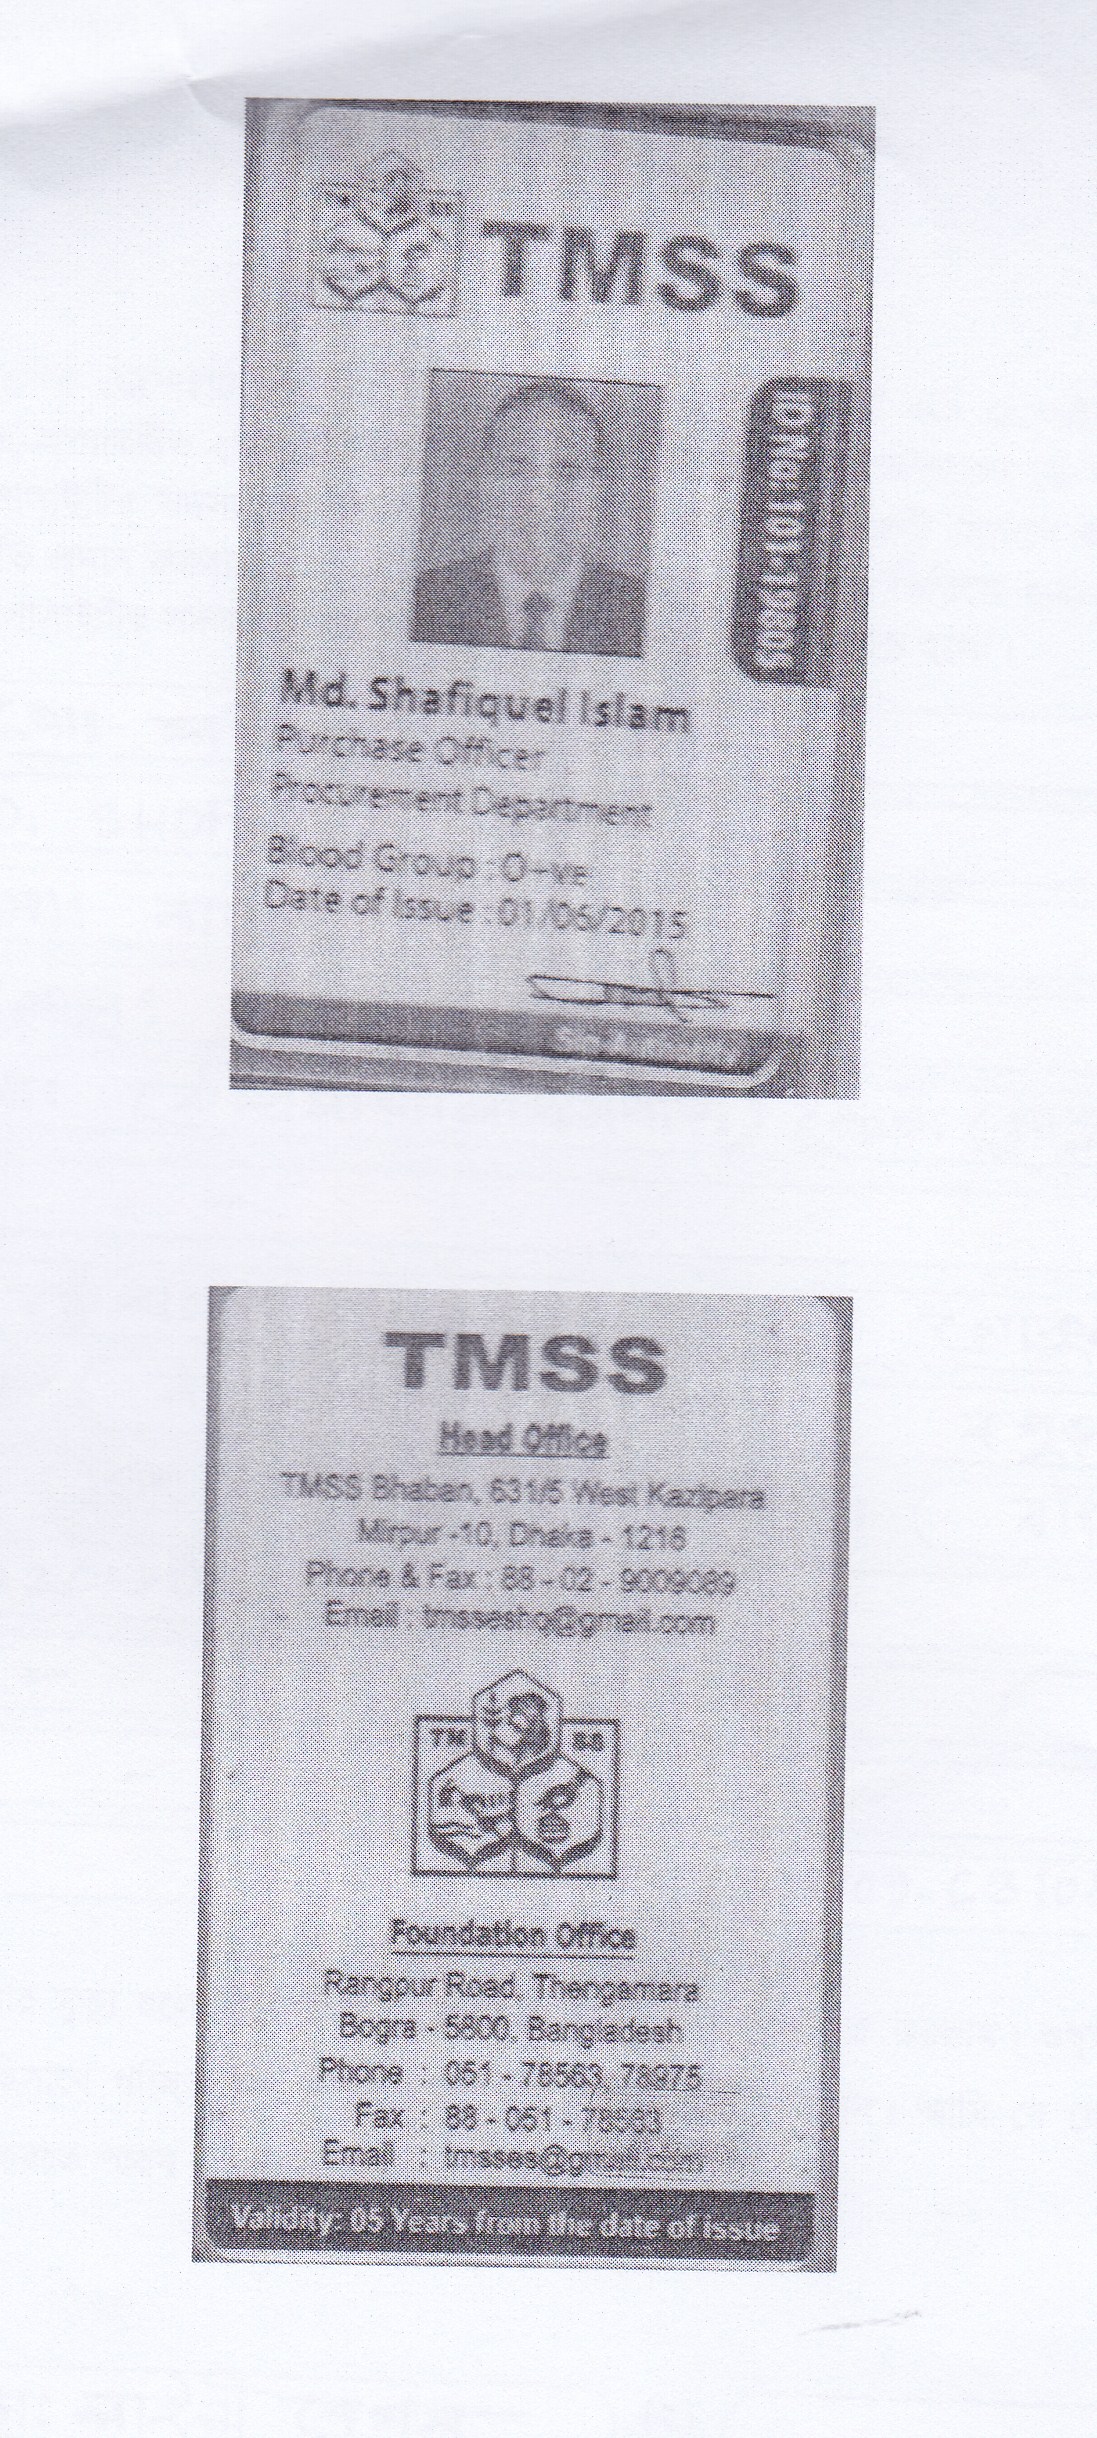 TMSS
ID No: 101-19805
Md. Shafiquel Islam
Purchase Officer
Procurement Department
Blood Group : O+ve
Date of Issue : 01/06/2015
TMSS
Head Office
TMSS Bhaban, 631/5 West Kazipara
Mirpur -10, Dhaka - 1216
Phone & Fax : 88 - 02 - 9009089
Email : tmsseshq@gmail.com
TM SS
Foundation Office
Rangpur Road, Thengamara
Bogra - 5800, Bangladesh
Phone : 051 - 78563, 78975
Fax : 88 - 051 - 78563
Email : tmsses@gmail.com
Validity- 05 Years from the date of issue